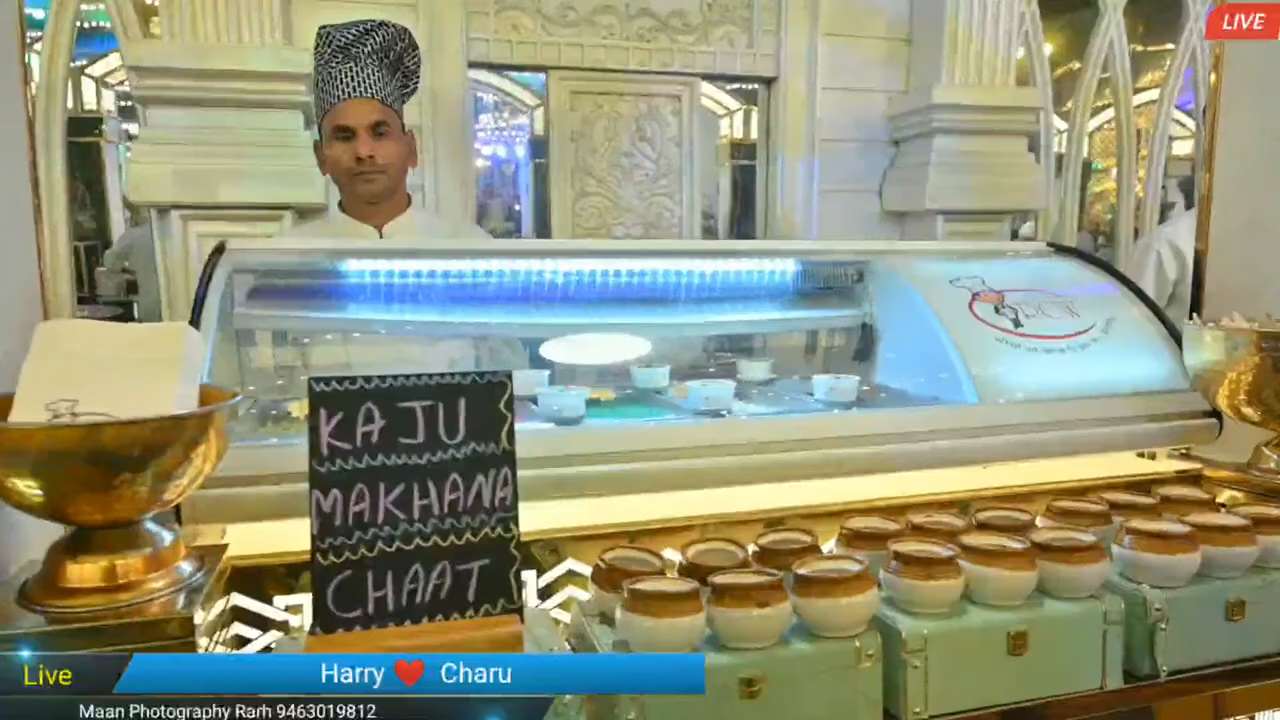 LIVE
KAJU
MAKHANA
CHAAT
Live
Harry ❤️ Charu
Maan Photography Rarh 9463019812